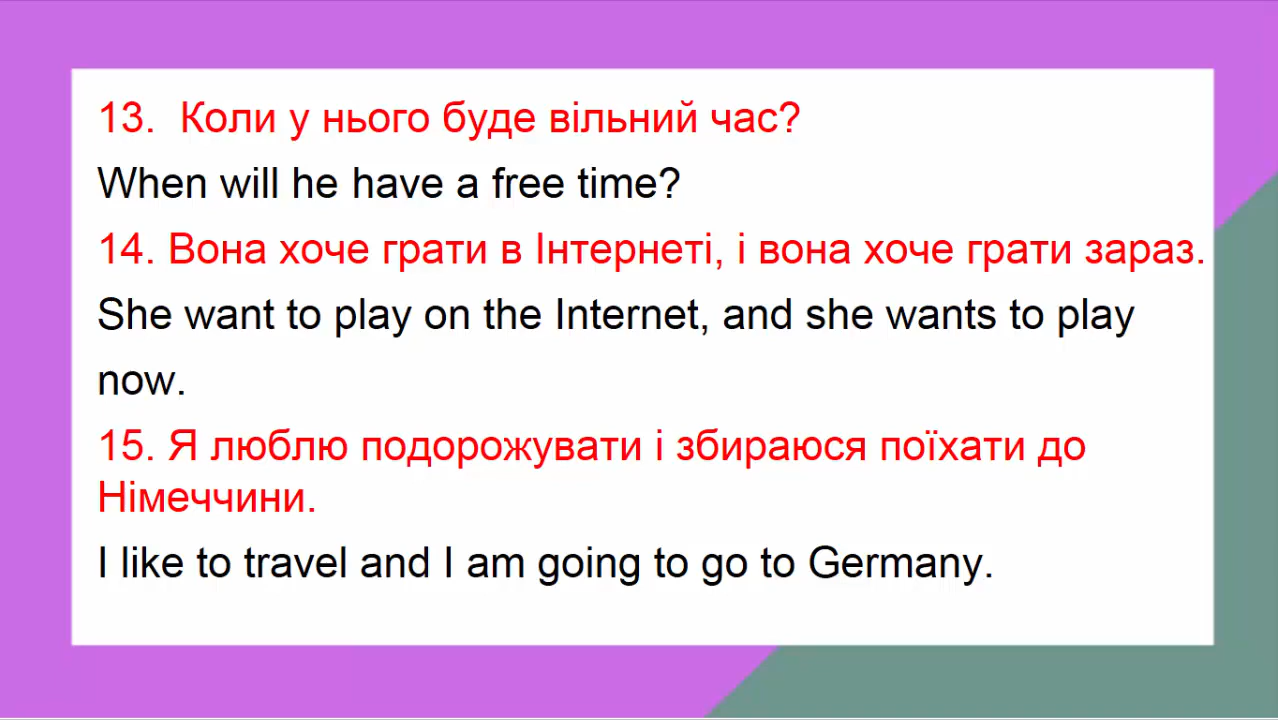 13.  Коли у нього буде вільний час?
When will he have a free time?
14. Вона хоче грати в Інтернеті, і вона хоче грати зараз.
She want to play on the Internet, and she wants to play
now.
15. Я люблю подорожувати і збираюся поїхати до
Німеччини.
I like to travel and I am going to go to Germany.